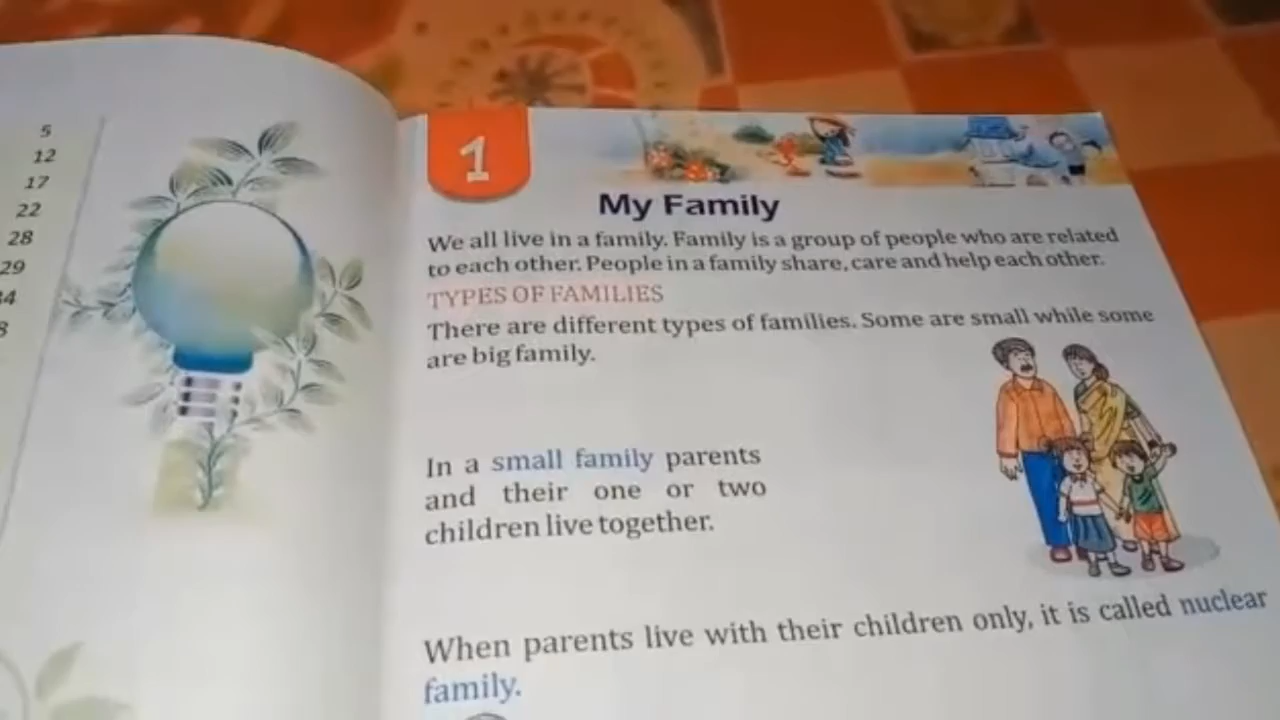 5
12
17
22
28
29
1
My Family
We all live in a family. Family is a group of people who are related
to each other. People in a family share, care and help each other.
TYPES OF FAMILIES
There are different types of families. Some are small while some
are big family.
In a small family parents
and their one or two
children live together.
When parents live with their children only, it is called nuclear
family.